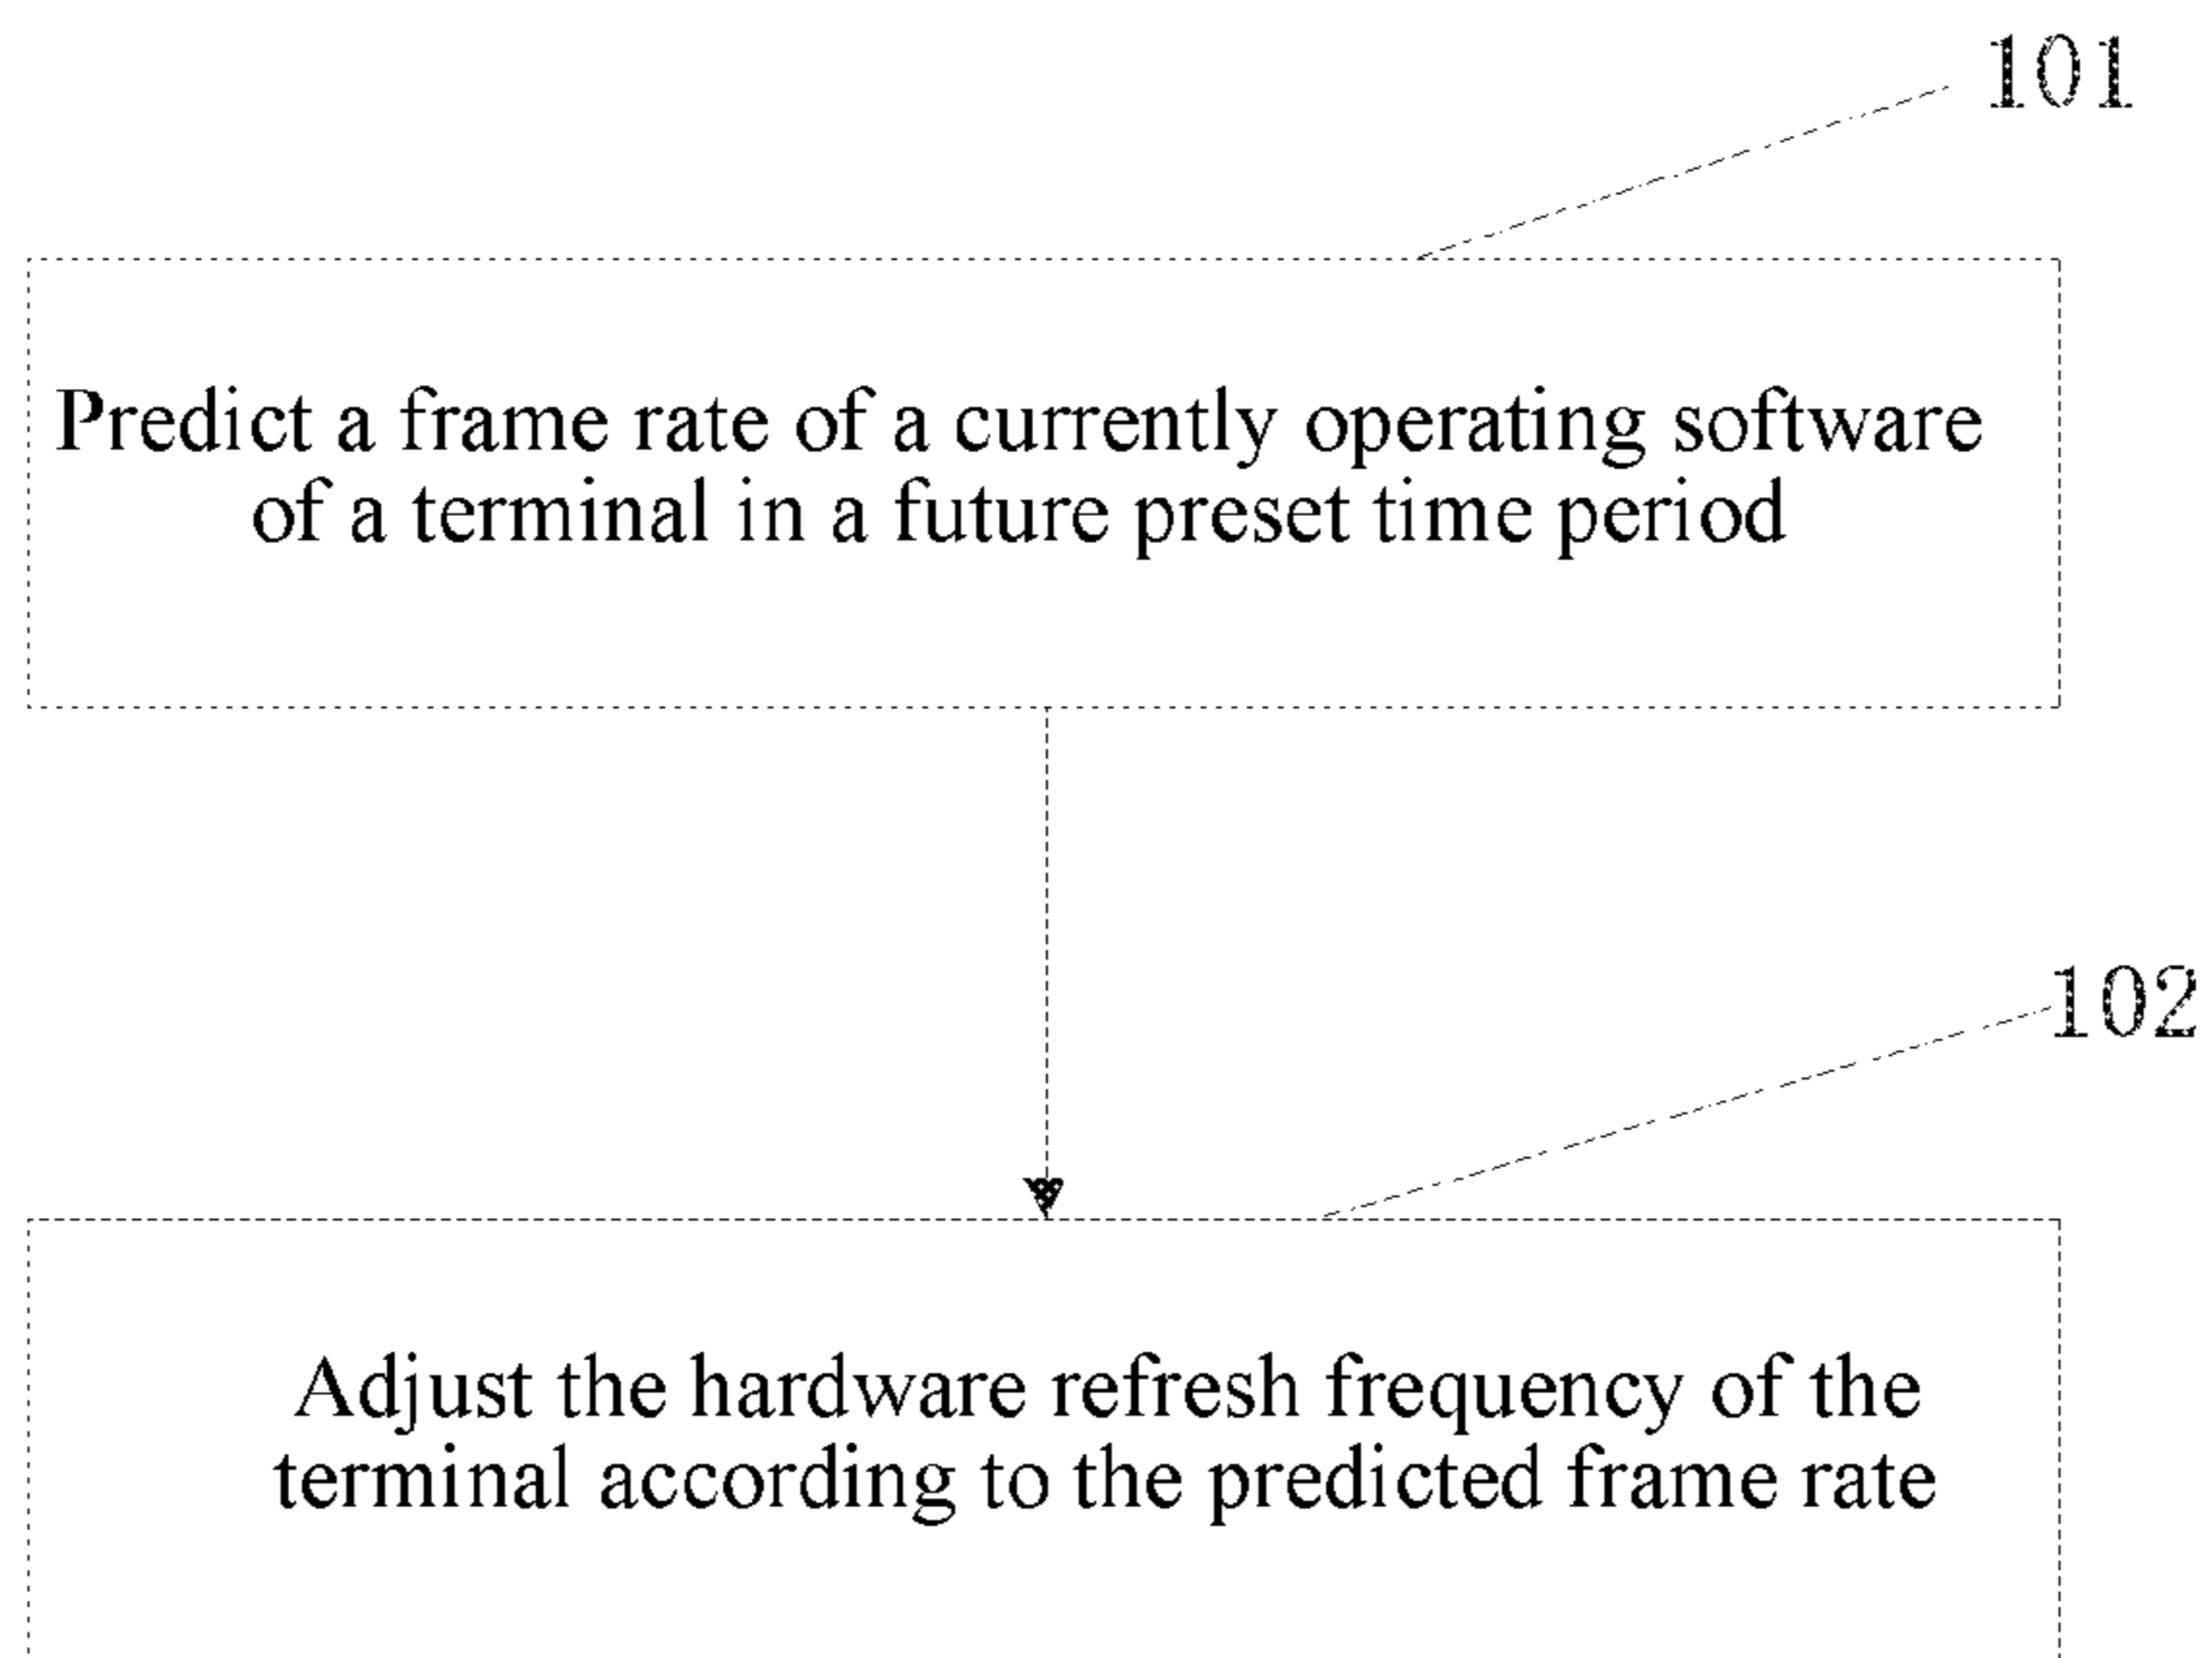 101
Predict a frame rate of a currently operating software
of a terminal in a future preset time period
102
Adjust the hardware refresh frequency of the
terminal according to the predicted frame rate